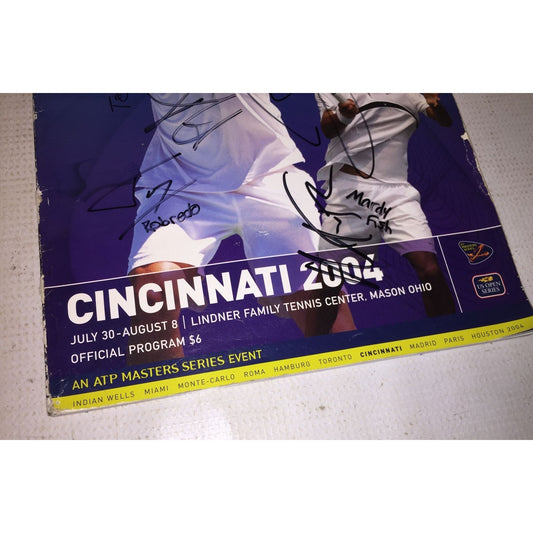 Robredo
Mardy
Fish
CINCINNATI 2004
JULY 30-AUGUST 8 | LINDNER FAMILY TENNIS CENTER, MASON OHIO
OFFICIAL PROGRAM $6
US OPEN
SERIES
AN ATP MASTERS SERIES EVENT
INDIAN WELLS MIAMI MONTE-CARLO ROMA HAMBURG TORONTO CINCINNATI MADRID PARIS HOUSTON 2004